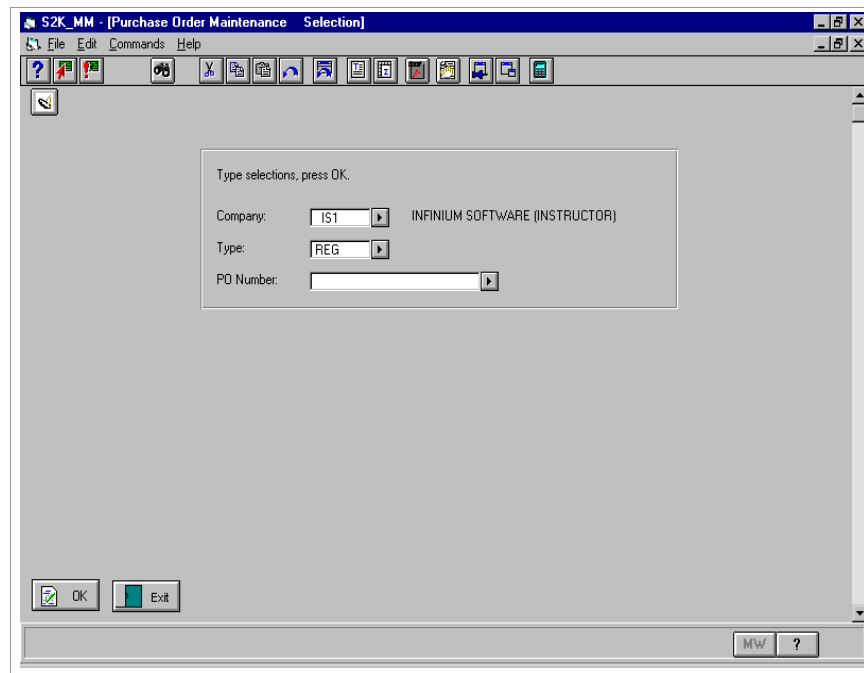 S2K_MM - [Purchase Order Maintenance Selection]
File Edit Commands Help
Type selections, press OK.
Company: IS1 INFINIUM SOFTWARE (INSTRUCTOR)
Type: REG
PO Number:
OK Exit
MW ?